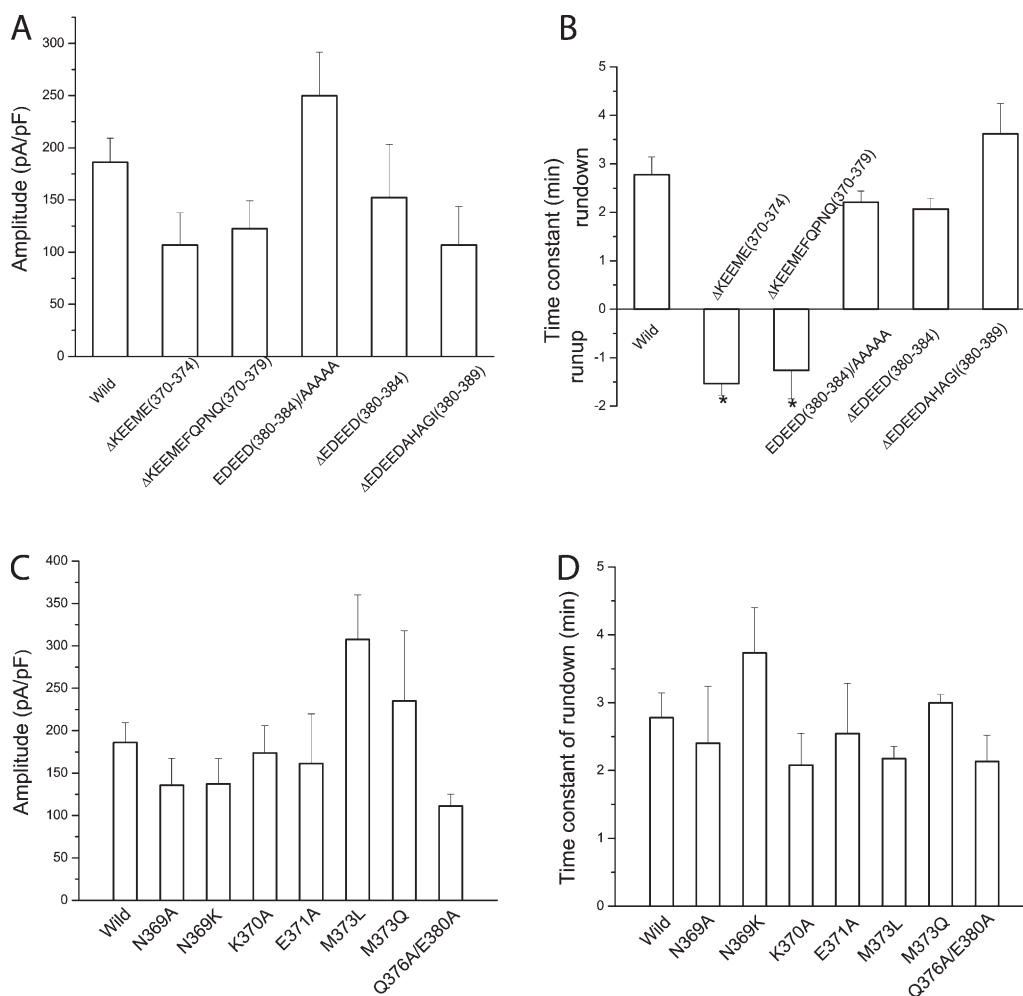 A
Amplitude (pA/pF)
300
250
200
150
100
50
0
Wild
ΔKEEME(370-374)
ΔKEEMEFQPNQ(370-379)
EDEED(380-384)/AAAAA
ΔEDEED(380-384)
ΔEDEEDAHAGI(380-389)
B
Time constant (min)
runup
rundown
5
4
3
2
1
0
-1
-2
Wild
ΔKEEME(370-374)
ΔKEEMEFQPNQ(370-379)
*
*
EDEED(380-384)/AAAAA
ΔEDEED(380-384)
ΔEDEEDAHAGI(380-389)
C
Amplitude (pA/pF)
400
350
300
250
200
150
100
50
0
Wild
N369A
N369K
K370A
E371A
M373L
M373Q
Q376A/E380A
D
Time constant of rundown (min)
5
4
3
2
1
0
Wild
N369A
N369K
K370A
E371A
M373L
M373Q
Q376A/E380A